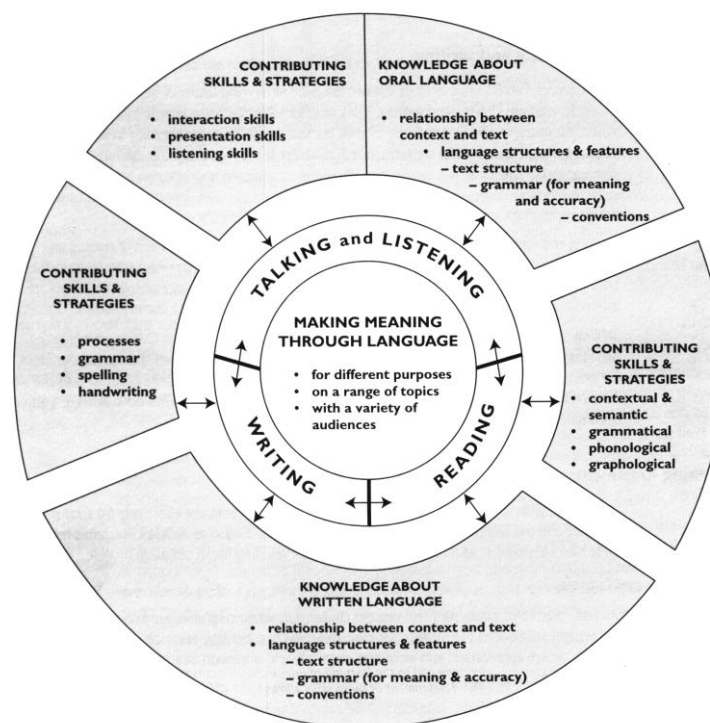 CONTRIBUTING
SKILLS & STRATEGIES
• interaction skills
• presentation skills
• listening skills
KNOWLEDGE ABOUT
ORAL LANGUAGE
• relationship between
context and text
• language structures & features
– text structure
– grammar (for meaning
and accuracy)
– conventions
CONTRIBUTING
SKILLS &
STRATEGIES
• processes
• grammar
• spelling
• handwriting
TALKING and LISTENING
MAKING MEANING
THROUGH LANGUAGE
• for different purposes
• on a range of topics
• with a variety of
audiences
WRITING
READING
CONTRIBUTING
SKILLS &
STRATEGIES
• contextual &
semantic
• grammatical
• phonological
• graphological
KNOWLEDGE ABOUT
WRITTEN LANGUAGE
• relationship between context and text
• language structures & features
– text structure
– grammar (for meaning & accuracy)
– conventions